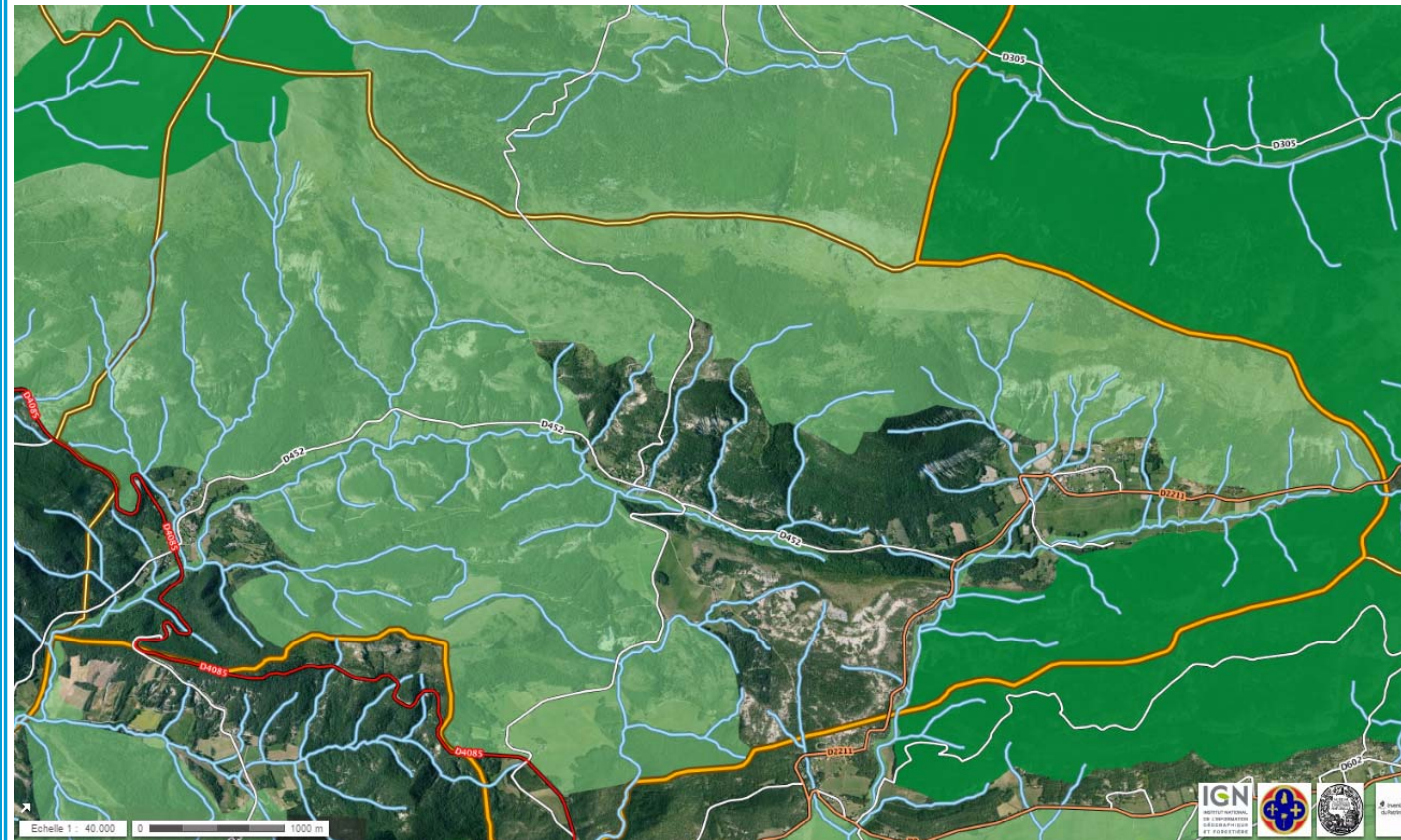 D305
D305
D4085
D452
D452
D2211
D4085
D452
D4085
D4085
D2211
D602
IGN
INSTITUT NATIONAL
DE L'INFORMATION
GÉOGRAPHIQUE
ET FORESTIÈRE
Echelle 1 : 40.000
0
1000 m